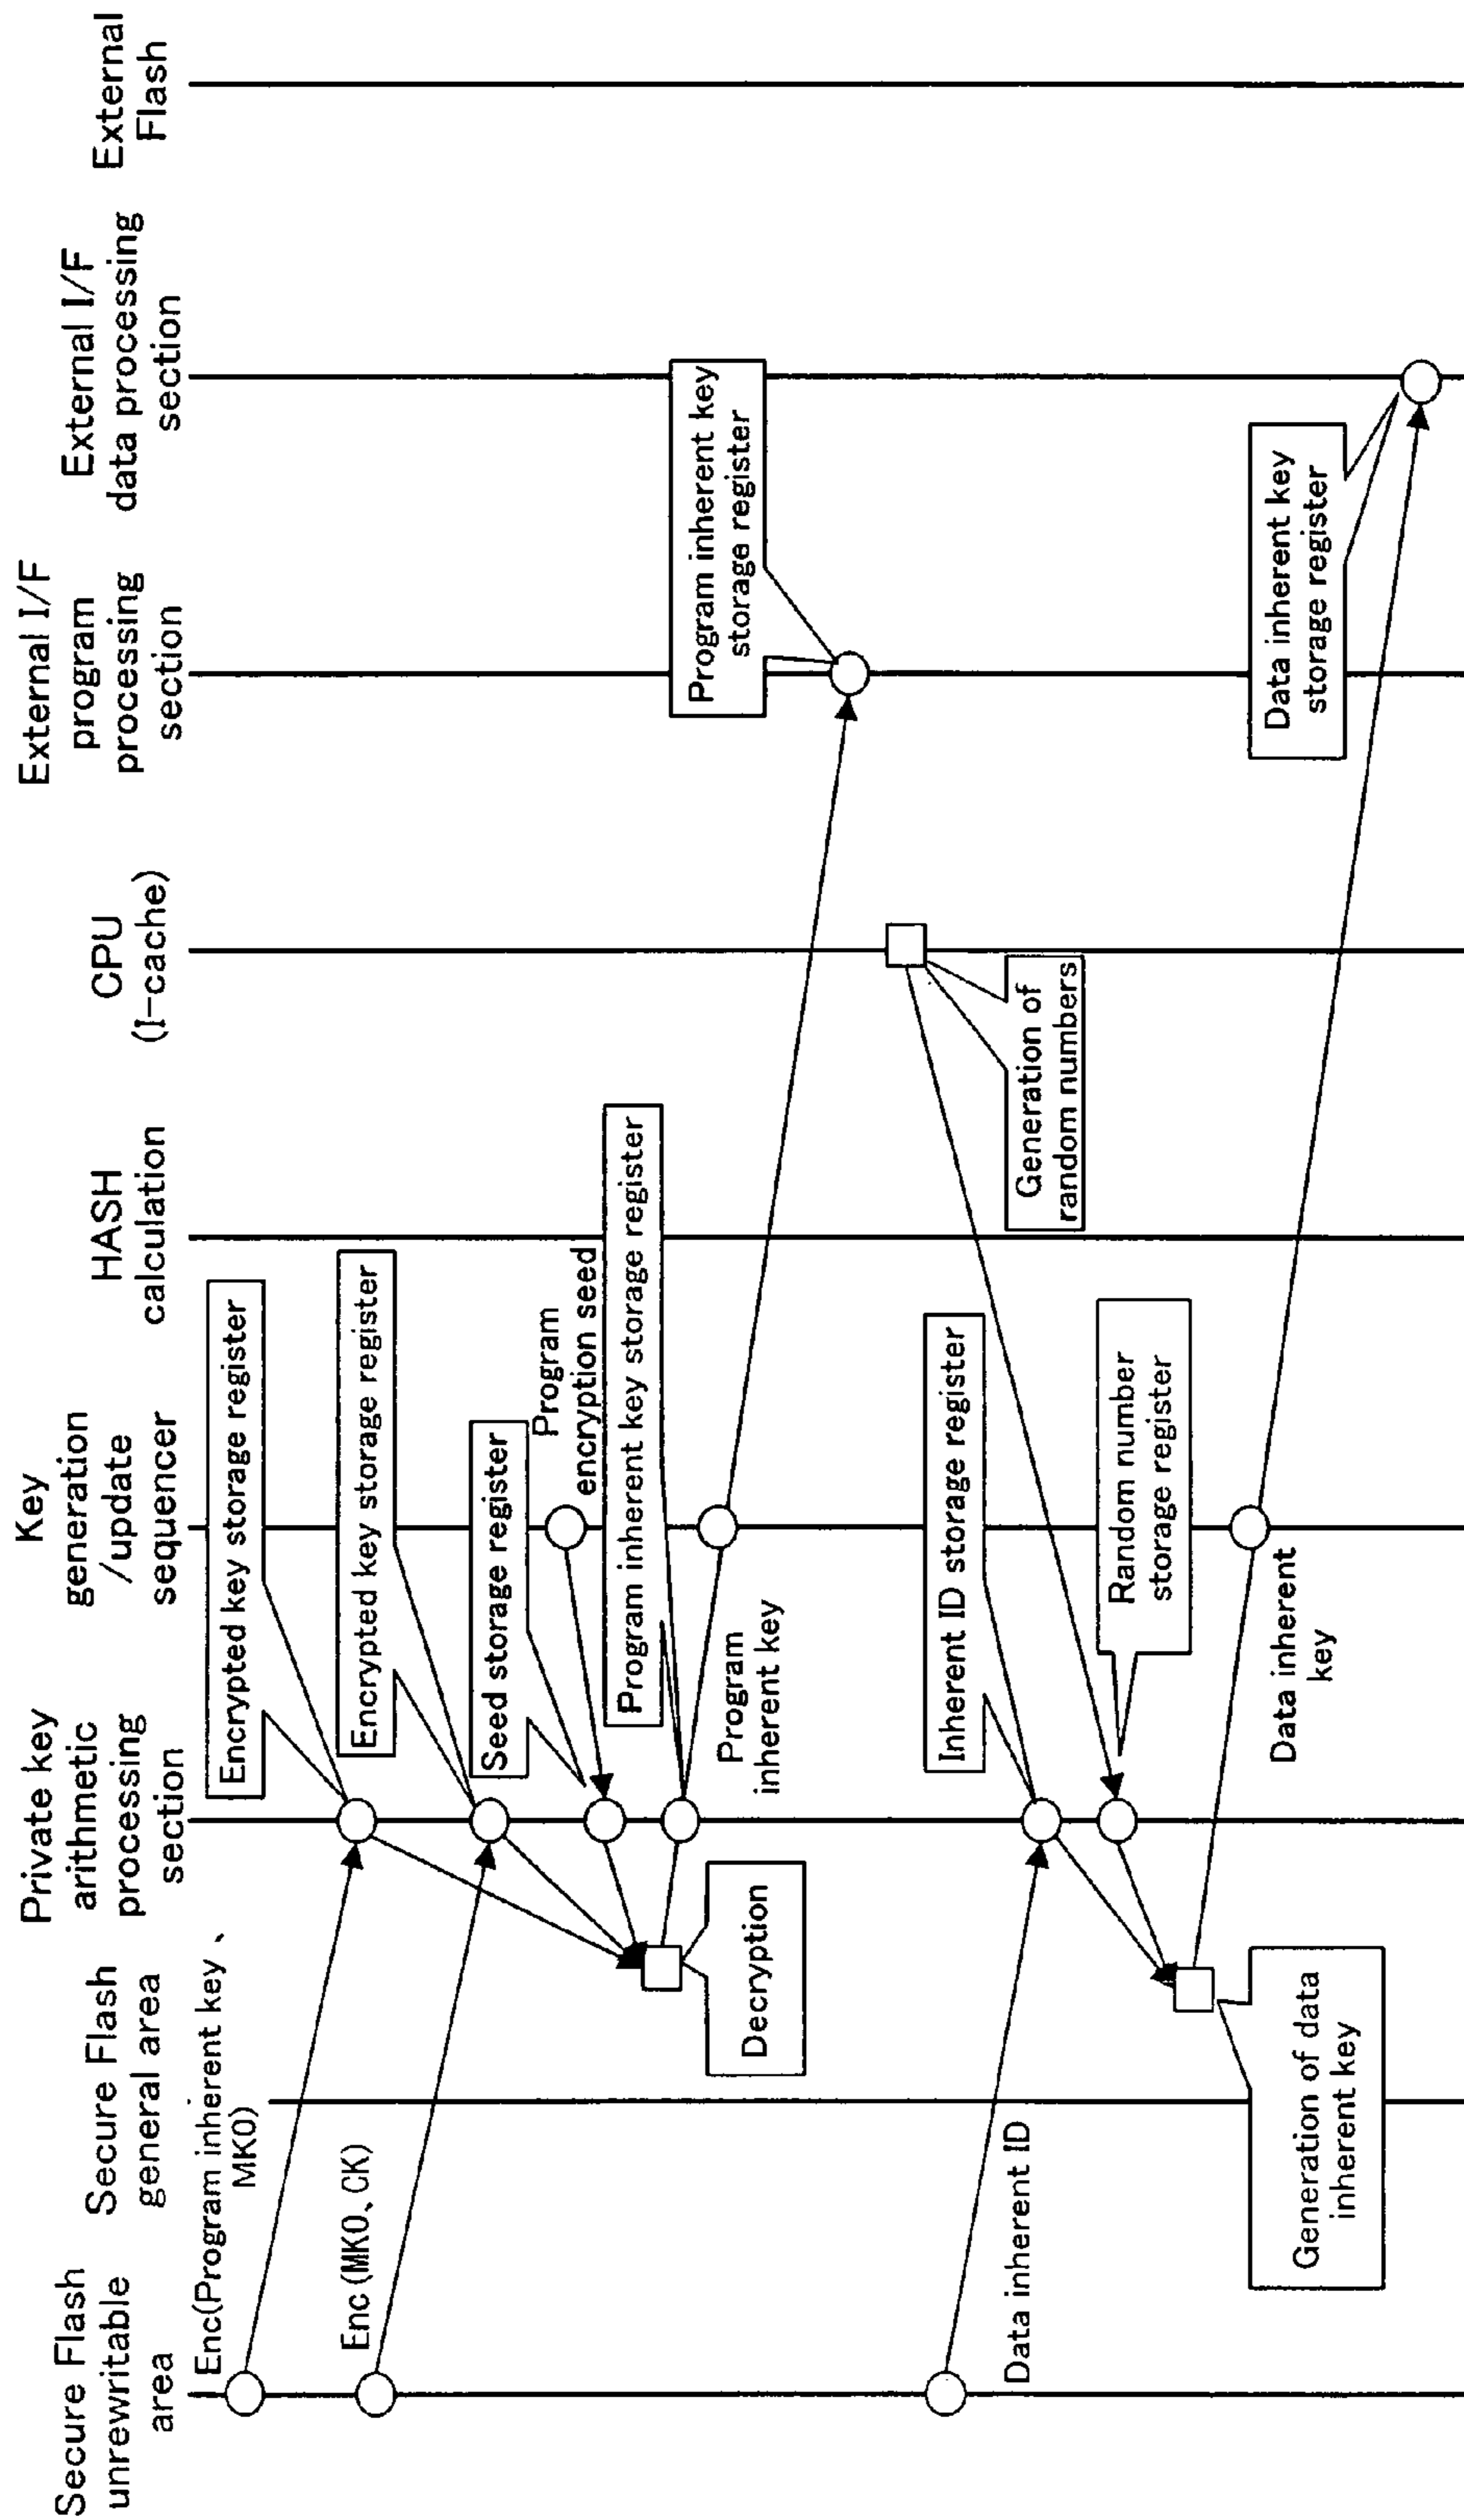 Secure Flash
unrewritable
area
Secure Flash
general area
Private key
arithmetic
processing
section
Key
generation
/update
sequencer
HASH
calculation
CPU
(I-cache)
External I/F
program
processing
section
External I/F
data processing
section
External
Flash
Enc(Program inherent key、
MK0)
Encrypted key storage register
Enc (MK0、CK)
Encrypted key storage register
Seed storage register
Program
encryption seed
Program inherent key storage register
Decryption
Program
inherent key
Program inherent key
storage register
Generation of
random numbers
Data inherent ID
Inherent ID storage register
Random number
storage register
Generation of data
inherent key
Data inherent
key
Data inherent key
storage register